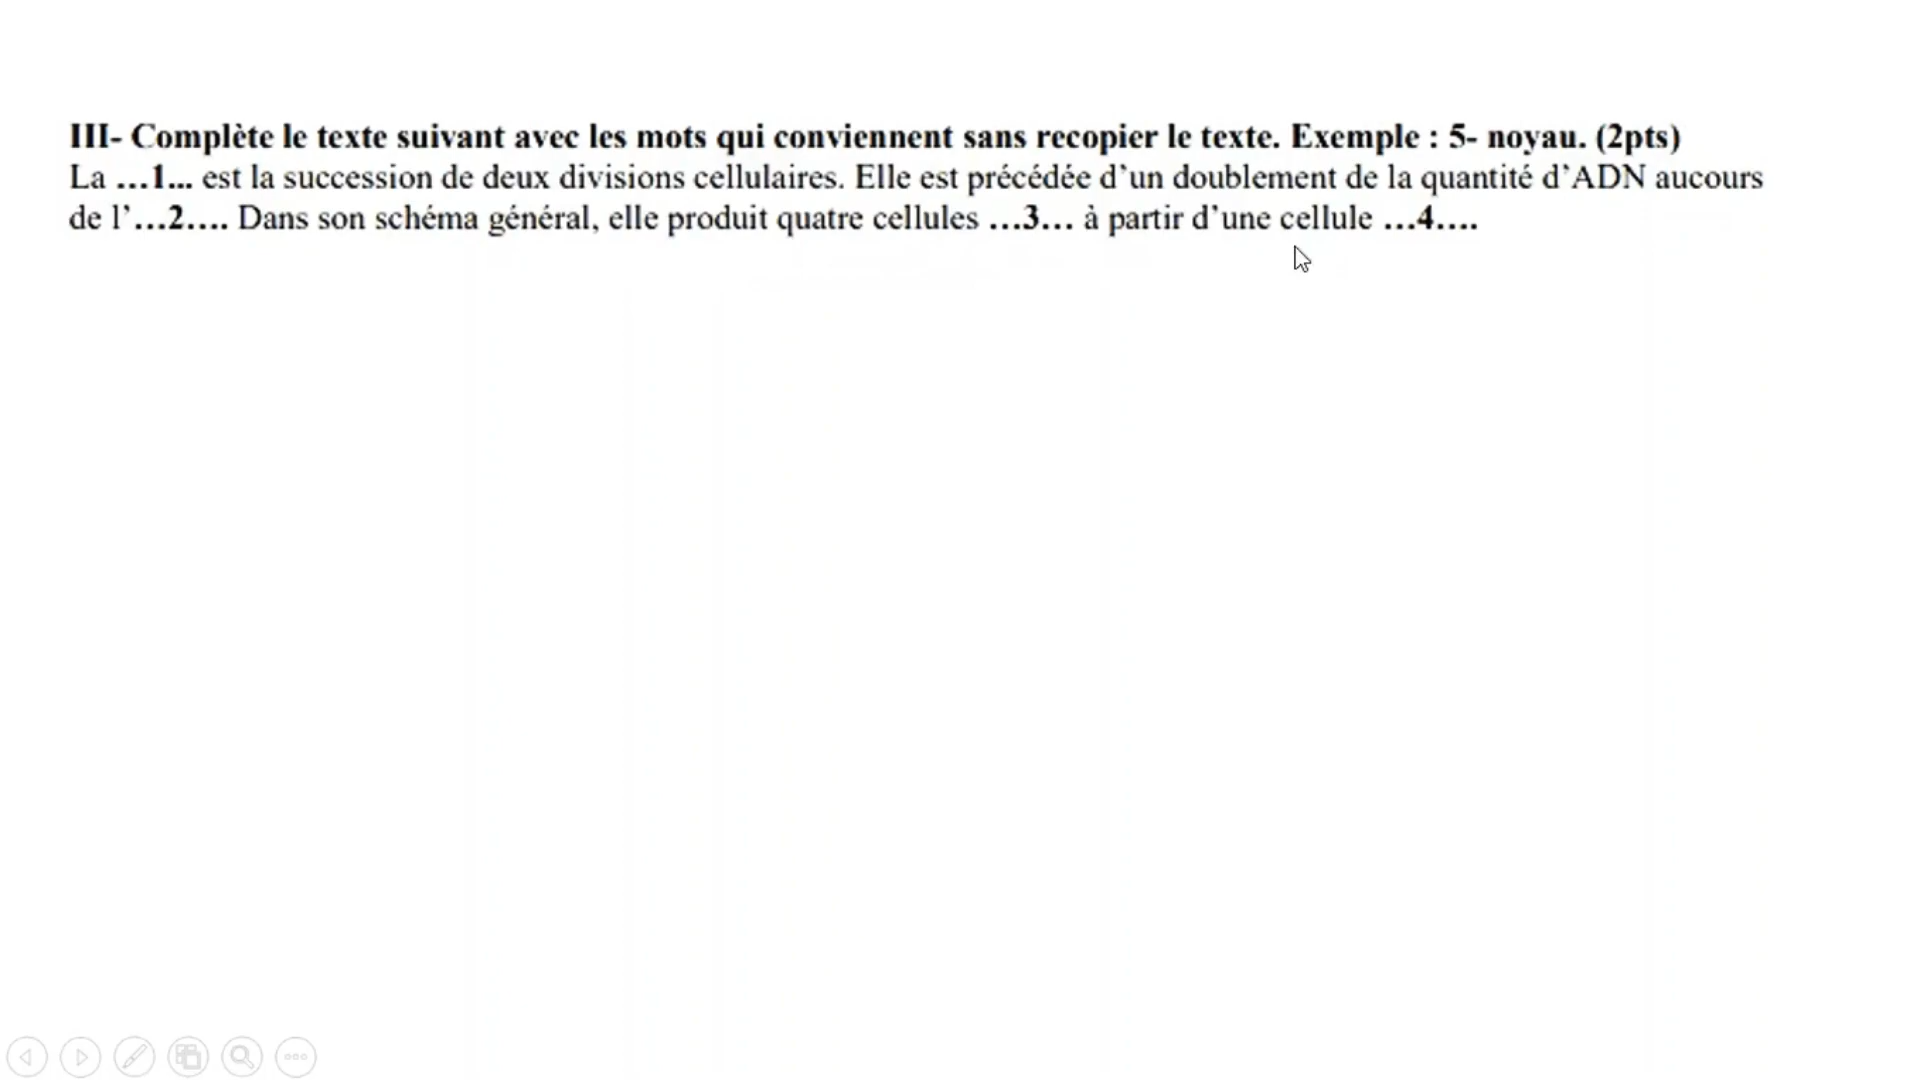 III- Complète le texte suivant avec les mots qui conviennent sans recopier le texte. Exemple : 5- noyau. (2pts)
La …1... est la succession de deux divisions cellulaires. Elle est précédée d’un doublement de la quantité d’ADN aucours
de l’…2…. Dans son schéma général, elle produit quatre cellules …3… à partir d’une cellule …4….